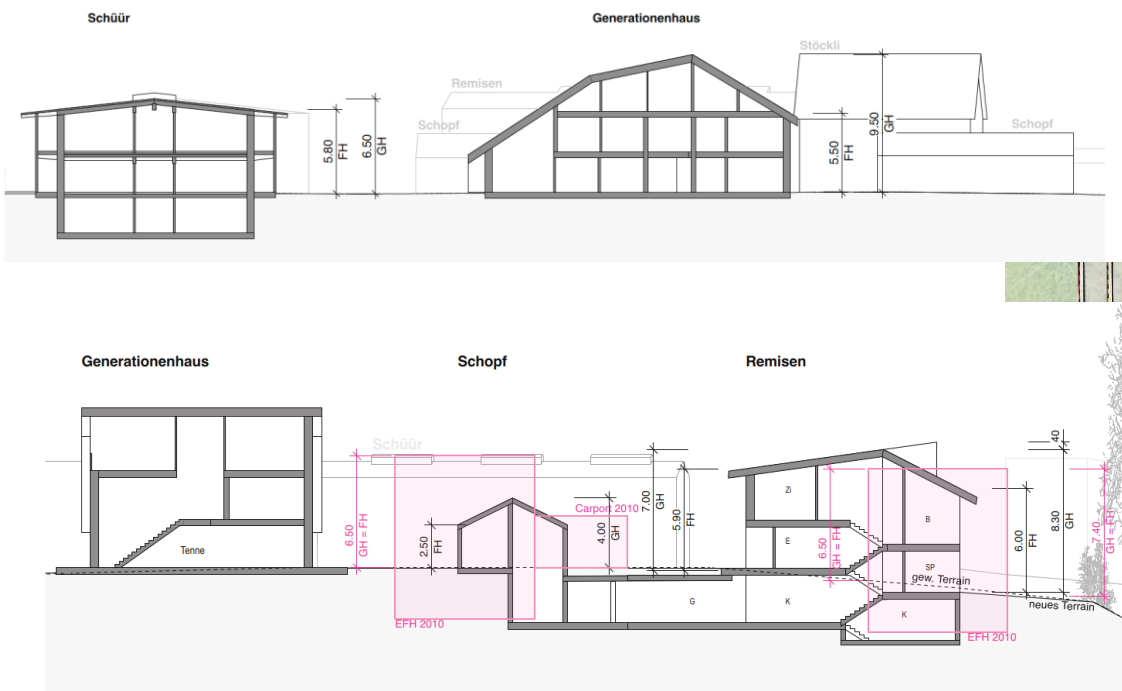 Schüür
Generationenhaus
Stöckli
Remisen
Schopf
Schopf
5.80
FH
6.50
GH
5.50
FH
9.50
GH
Generationenhaus
Schopf
Remisen
Schüür
6.50
GH = FH
2.50
FH
Carport 2010
4.00
GH
7.00
GH
5.90
FH
Zi
E
6.50
GH = FH
B
SP
gew. Terrain
6.00
FH
40
8.30
GH
7.40
GH = FH
Tenne
G
K
K
neues Terrain
EFH 2010
EFH 2010